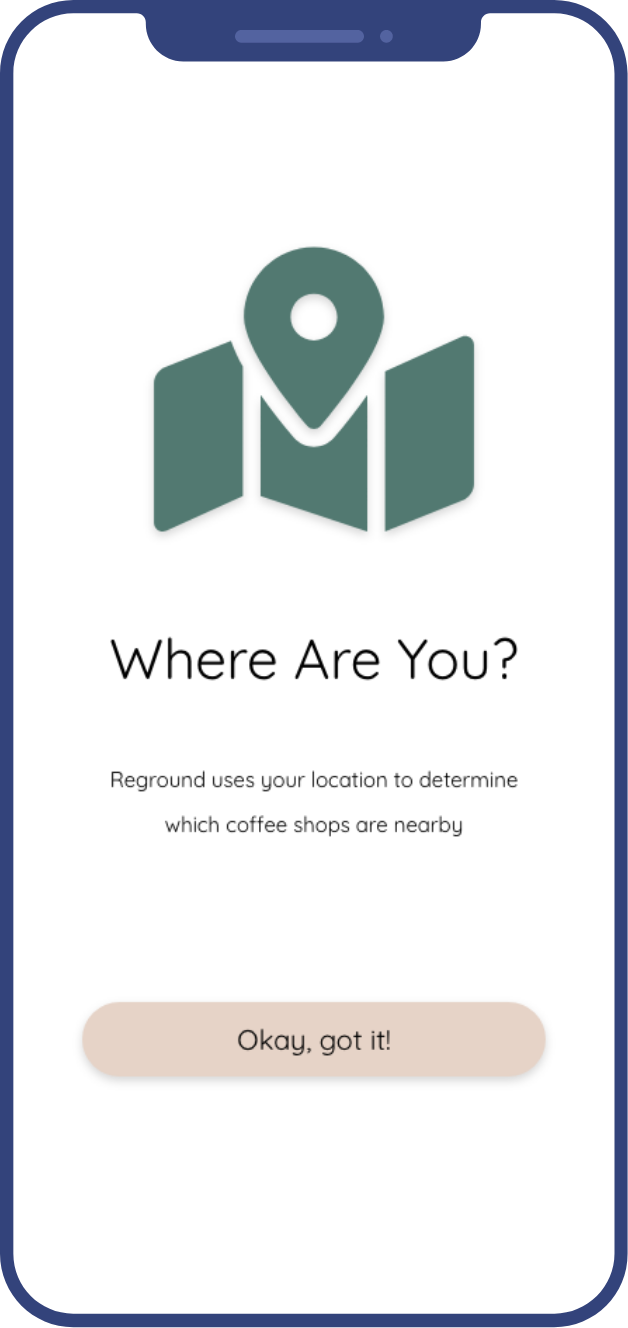 Where Are You?
Reground uses your location to determine
which coffee shops are nearby
Okay, got it!